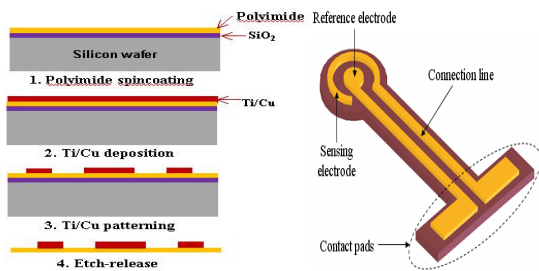 Polyimide
SiO2
Silicon wafer
1. Polyimide spincoating
Ti/Cu
2. Ti/Cu deposition
3. Ti/Cu patterning
4. Etch-release
Reference electrode
Connection line
Sensing
electrode
Contact pads